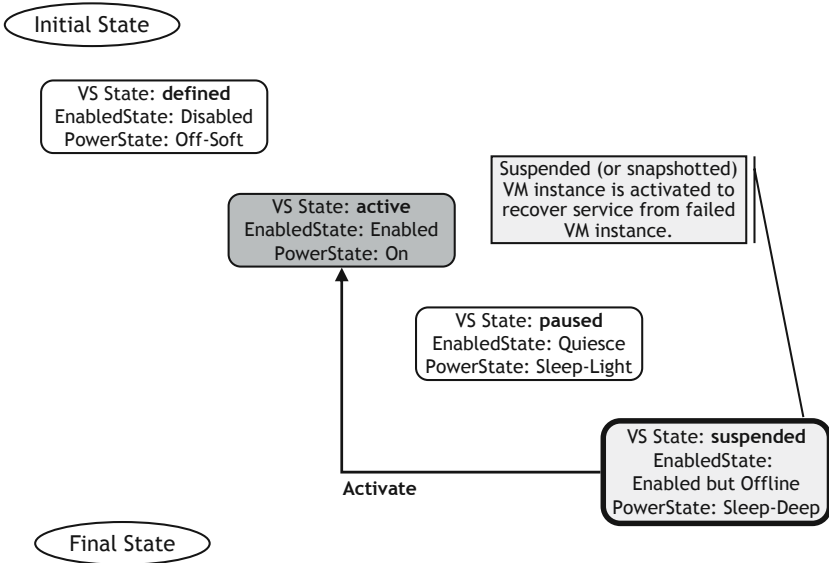 Initial State
VS State: defined
EnabledState: Disabled
PowerState: Off-Soft
Suspended (or snapshotted)
VM instance is activated to
recover service from failed
VM instance.
VS State: active
EnabledState: Enabled
PowerState: On
VS State: paused
EnabledState: Quiesce
PowerState: Sleep-Light
VS State: suspended
EnabledState:
Enabled but Offline
PowerState: Sleep-Deep
Activate
Final State